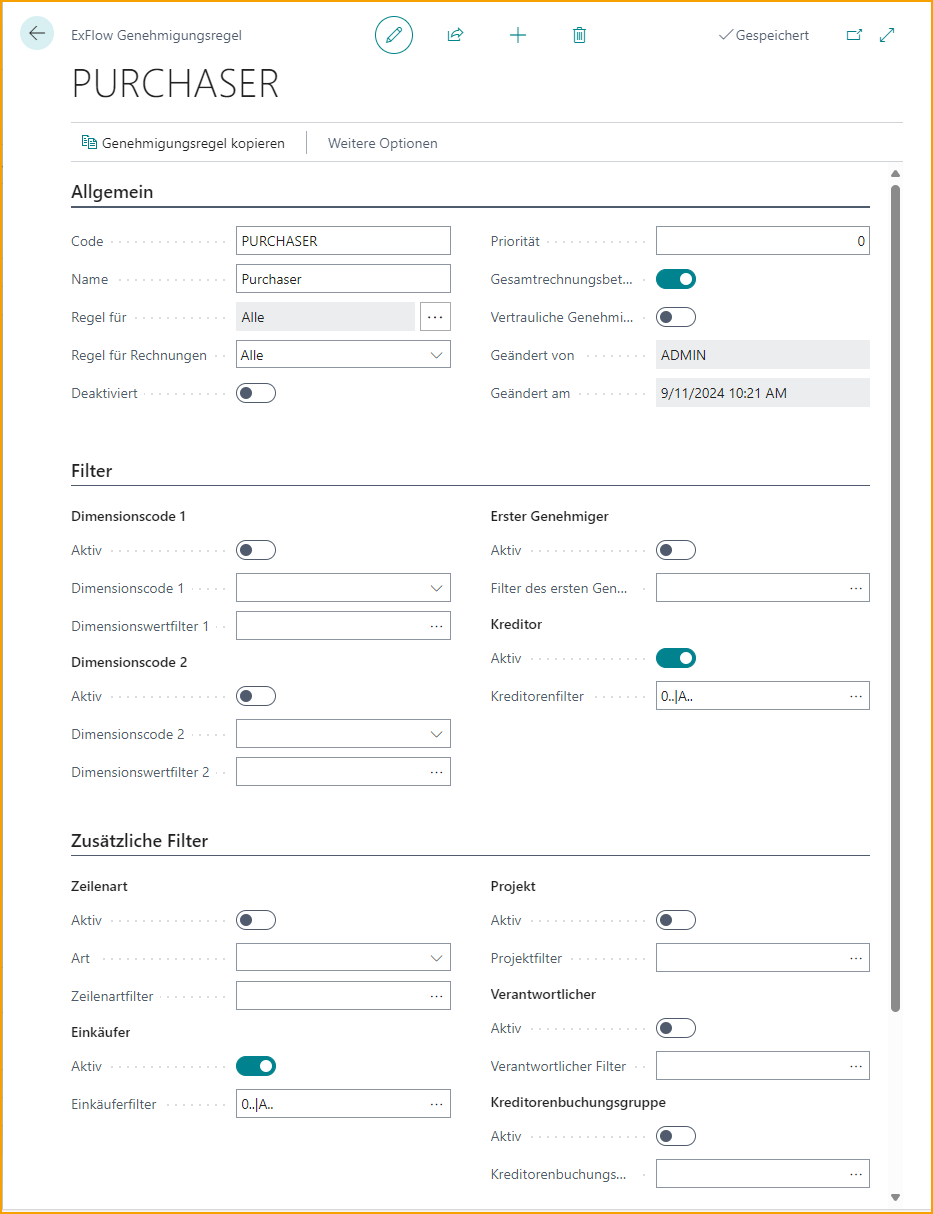 ExFlow Genehmigungsregel
Gespeichert
PURCHASER
Genehmigungsregel kopieren
Weitere Optionen
Allgemein
Code
PURCHASER
Name
Purchaser
Regel für
Alle
Regel für Rechnungen
Alle
Deaktiviert
Priorität
0
Gesamtrechnungsbet...
Vertrauliche Genehmi...
Geändert von
ADMIN
Geändert am
9/11/2024 10:21 AM
Filter
Dimensionscode 1
Aktiv
Dimensionscode 1
Dimensionswertfilter 1
Dimensionscode 2
Aktiv
Dimensionscode 2
Dimensionswertfilter 2
Erster Genehmiger
Aktiv
Filter des ersten Gen...
Kreditor
Aktiv
Kreditorenfilter
0..|A..
Zusätzliche Filter
Zeilenart
Aktiv
Art
Zeilenartfilter
Einkäufer
Aktiv
Einkäuferfilter
0..|A..
Projekt
Aktiv
Projektfilter
Verantwortlicher
Aktiv
Verantwortlicher Filter
Kreditorenbuchungsgruppe
Aktiv
Kreditorenbuchungs...